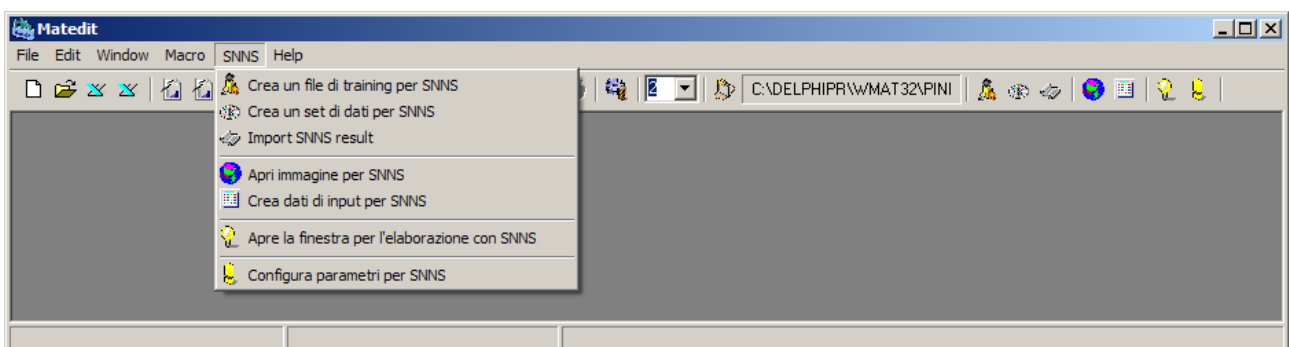 Matedit
File Edit Window Macro SNNS Help
C:\DELPHIPR\WMAT32\PINI
Crea un file di training per SNNS
Crea un set di dati per SNNS
Import SNNS result
Apri immagine per SNNS
Crea dati di input per SNNS
Apre la finestra per l'elaborazione con SNNS
Configura parametri per SNNS